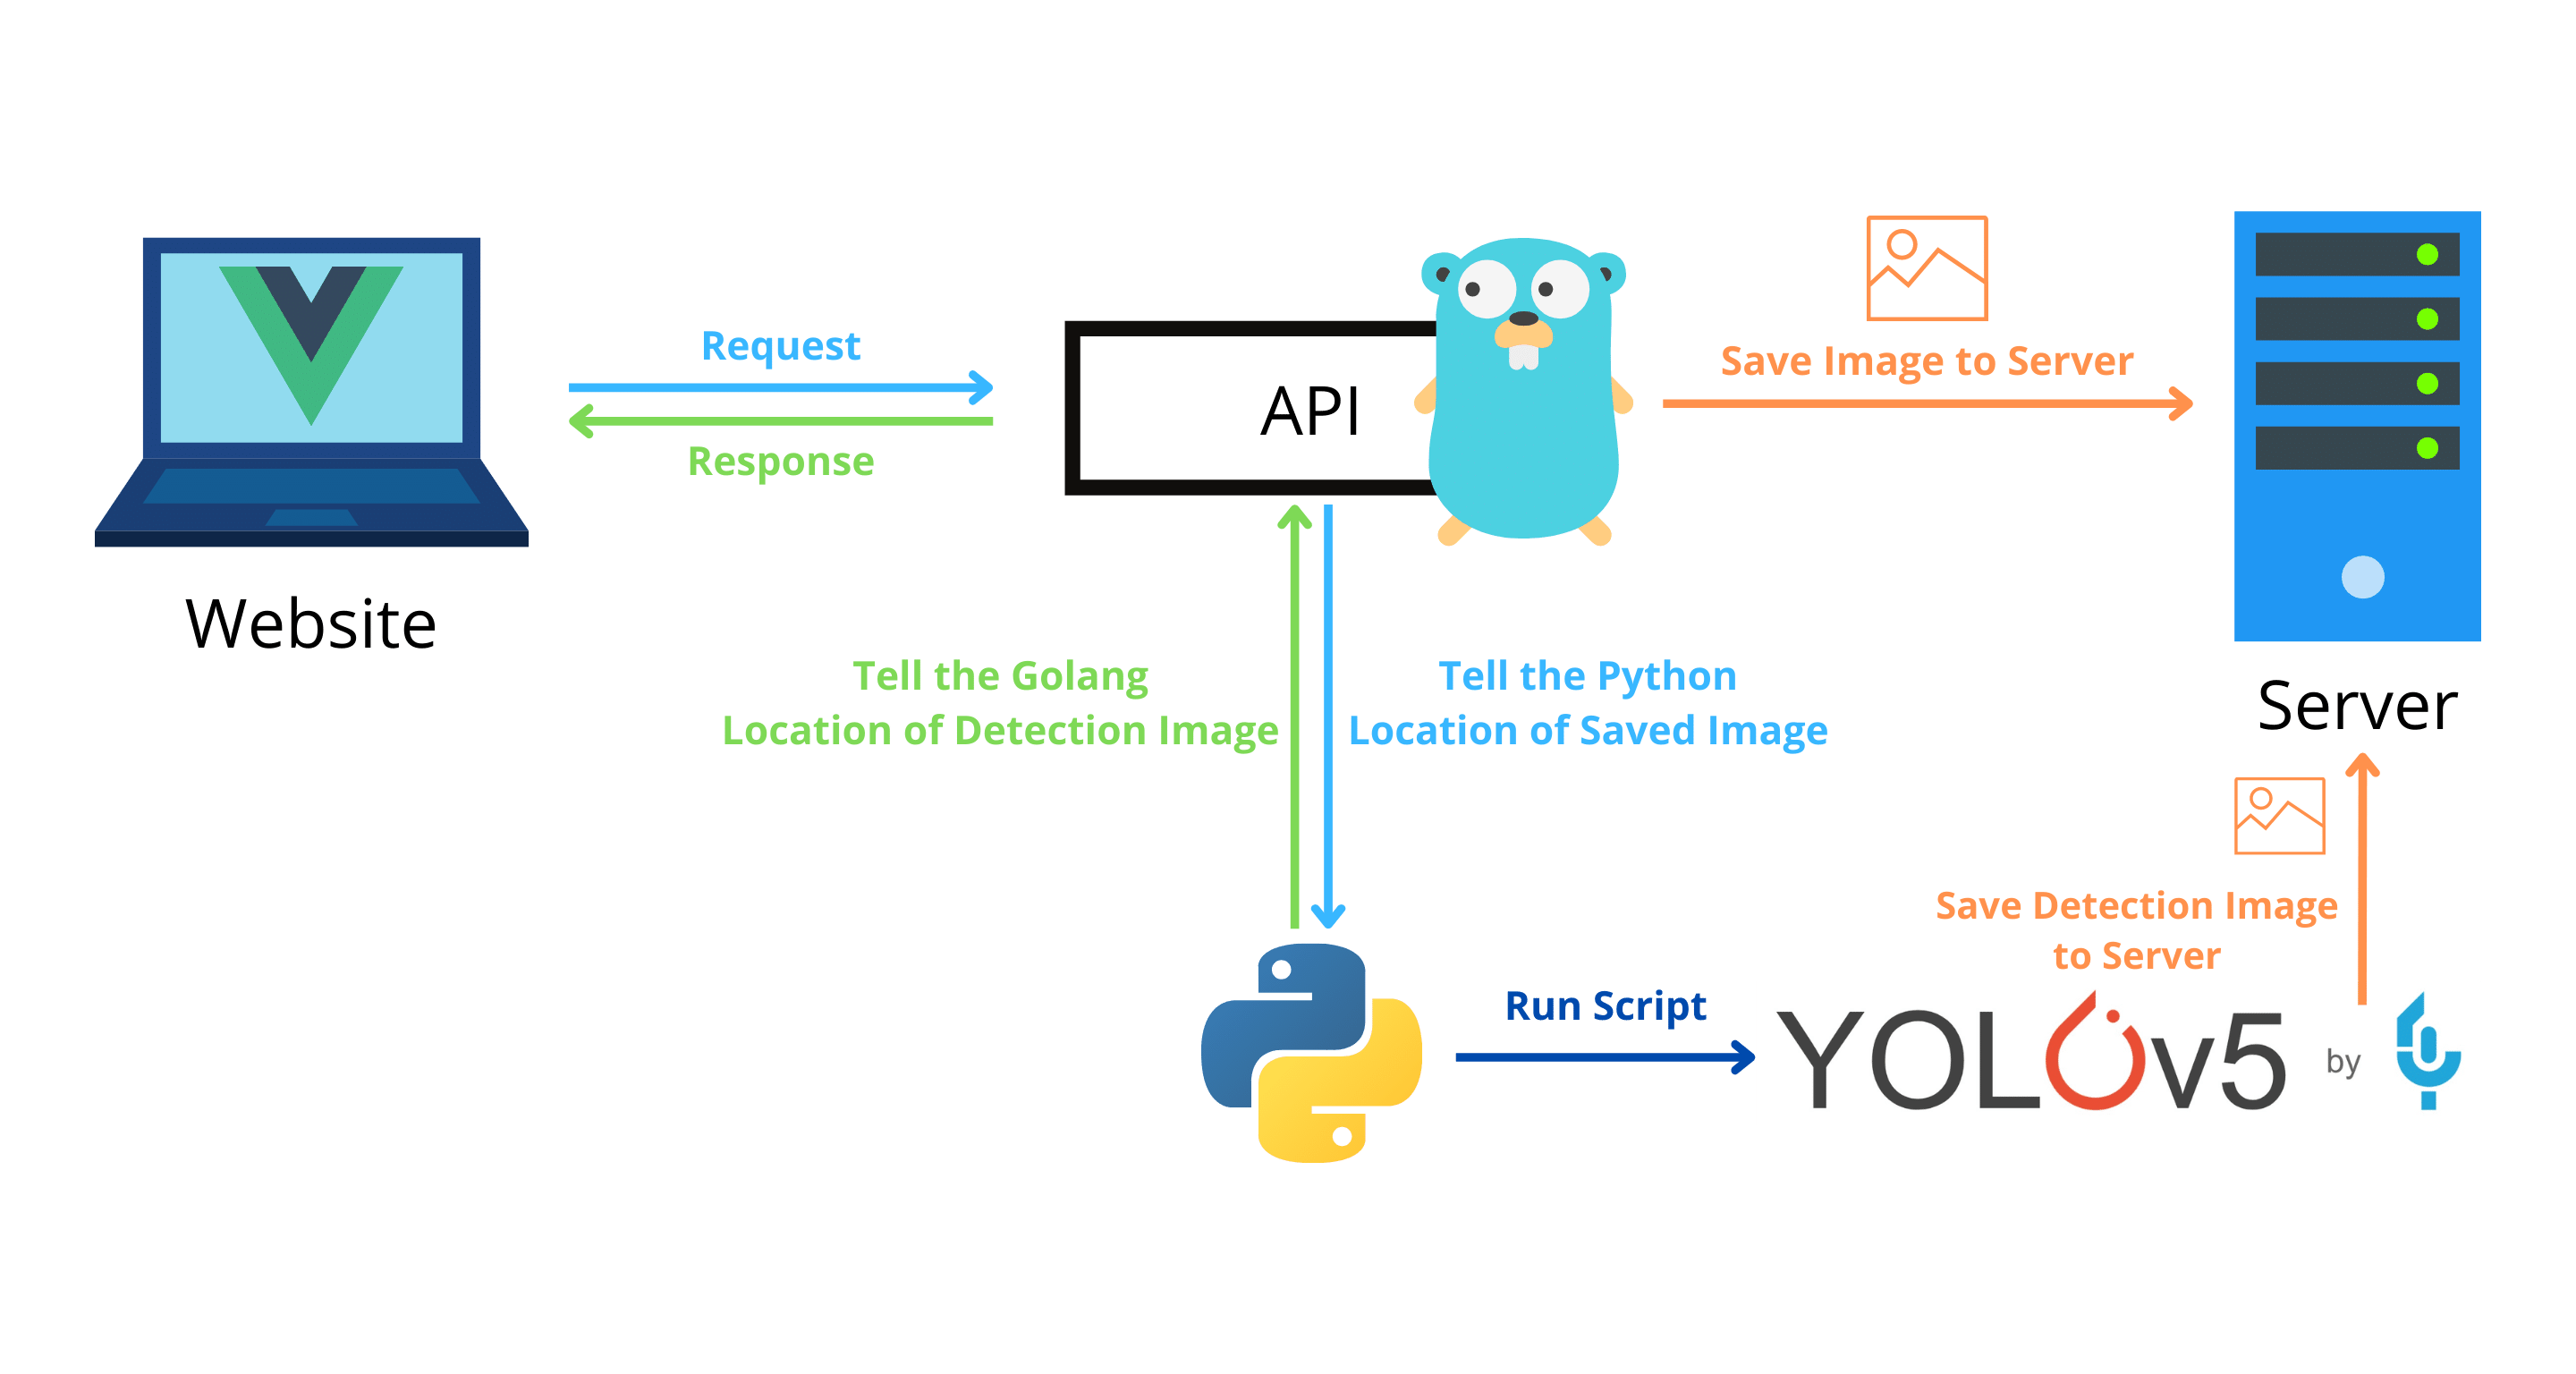 Request
Response
Website
API
Save Image to Server
Server
Tell the Golang
Location of Detection Image
Tell the Python
Location of Saved Image
Run Script
Save Detection Image
to Server
YOLOv5 by